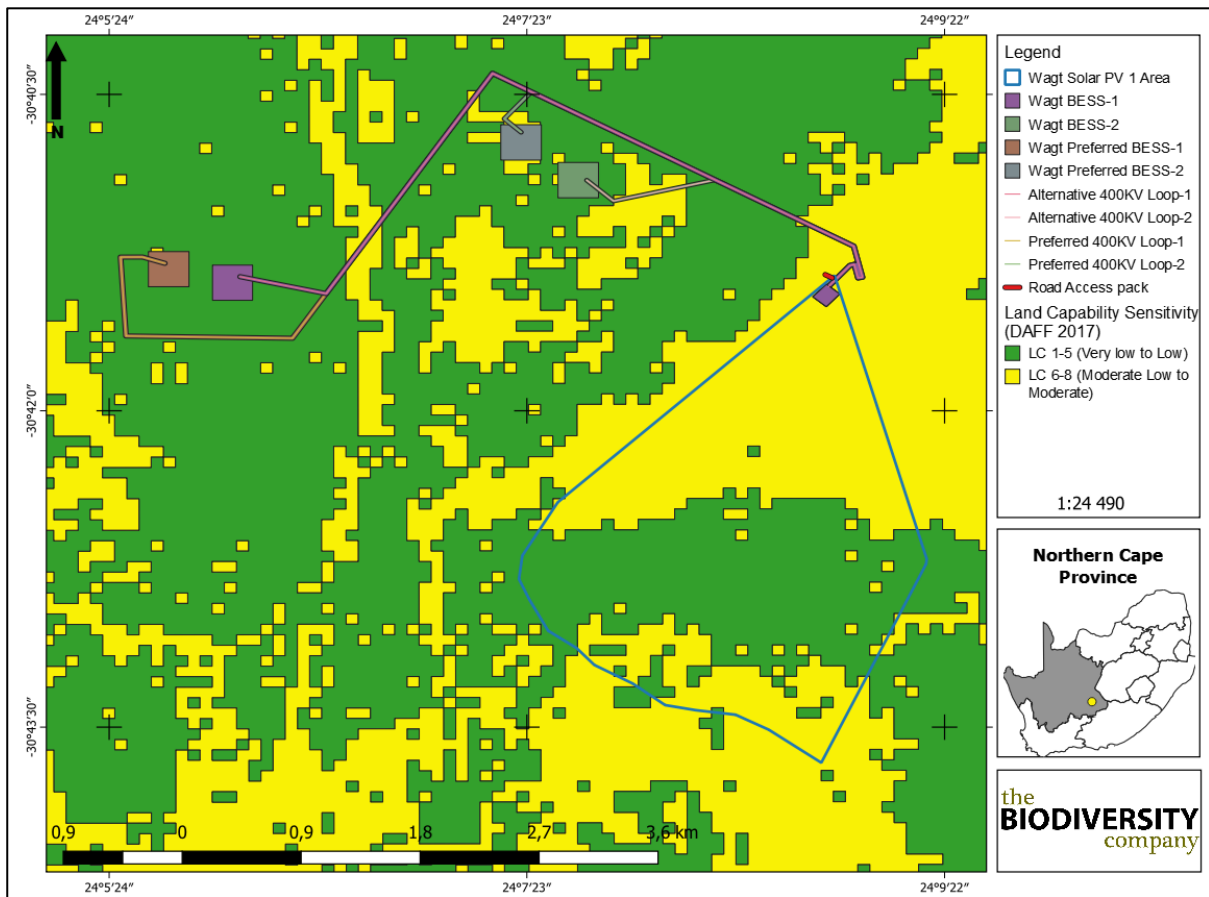 24°5'24" 24°7'23" 24°9'22"
-30°40'30"
-30°42'0"
-30°43'30"
N
0,9 0 0,9 1,8 2,7 3,6 km
24°5'24" 24°7'23" 24°9'22"
Legend
Wagt Solar PV 1 Area
Wagt BESS-1
Wagt BESS-2
Wagt Preferred BESS-1
Wagt Preferred BESS-2
Alternative 400KV Loop-1
Alternative 400KV Loop-2
Preferred 400KV Loop-1
Preferred 400KV Loop-2
Road Access pack
Land Capability Sensitivity
(DAFF 2017)
LC 1-5 (Very low to Low)
LC 6-8 (Moderate Low to
Moderate)
1:24 490
Northern Cape
Province
the
BIODIVERSITY
company